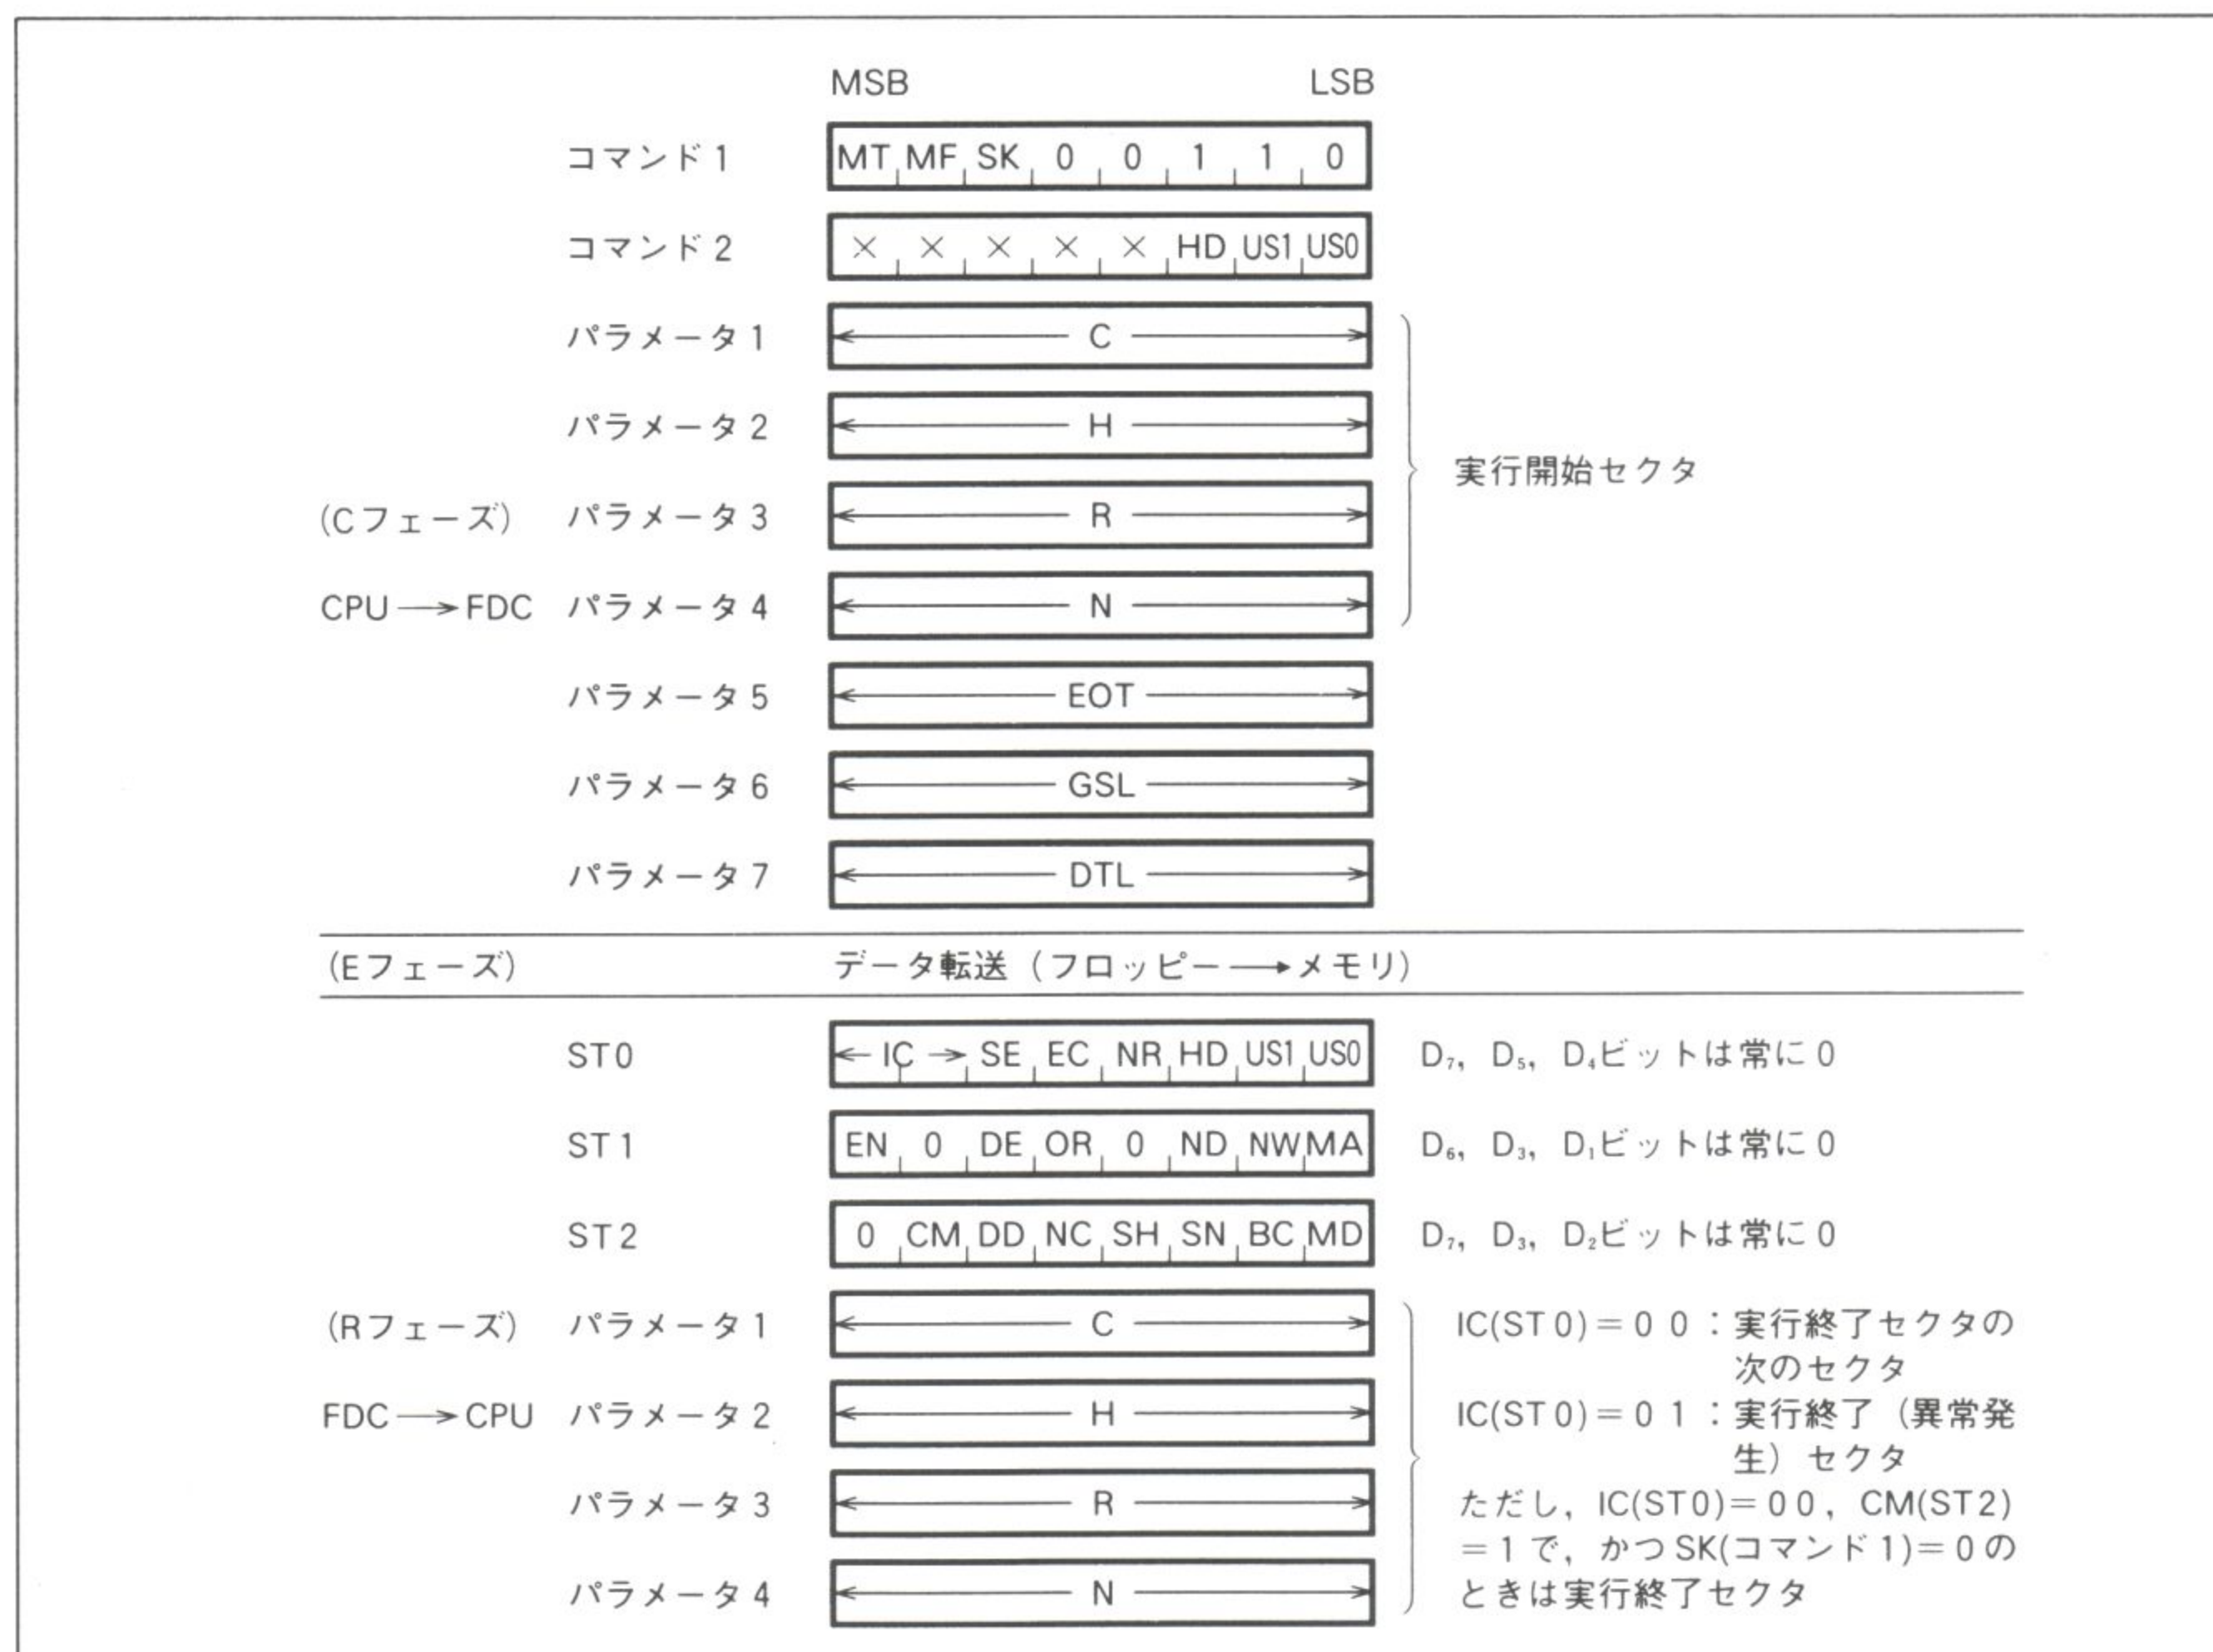 MSB LSB
コマンド1 MT MF SK 0 0 1 1 0
コマンド2 × × × × × HD US1 US0
パラメータ1 C
パラメータ2 H
実行開始セクタ
(Cフェーズ) パラメータ3 R
CPU→FDC パラメータ4 N
パラメータ5 EOT
パラメータ6 GSL
パラメータ7 DTL
(Eフェーズ) データ転送(フロッピー→メモリ)
ST0 ←IC→ SE EC NR HD US1 US0 D₇, D₅, D₄ビットは常に0
ST1 EN 0 DE OR 0 ND NW MA D₆, D₃, D₁ビットは常に0
ST2 0 CM DD NC SH SN BC MD D₇, D₃, D₂ビットは常に0
(Rフェーズ) パラメータ1 C
FDC→CPU パラメータ2 H
パラメータ3 R
パラメータ4 N
IC(ST0)=00:実行終了セクタの
次のセクタ
IC(ST0)=01:実行終了(異常発
生)セクタ
ただし, IC(ST0)=00, CM(ST2)
=1で, かつSK(コマンド1)=0の
ときは実行終了セクタ